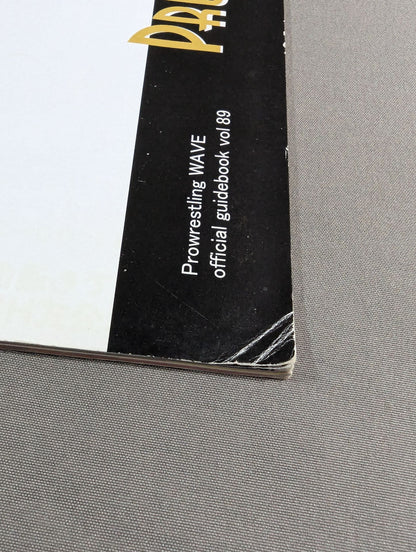 Prowrestling WAVE
official guidebook vol 89